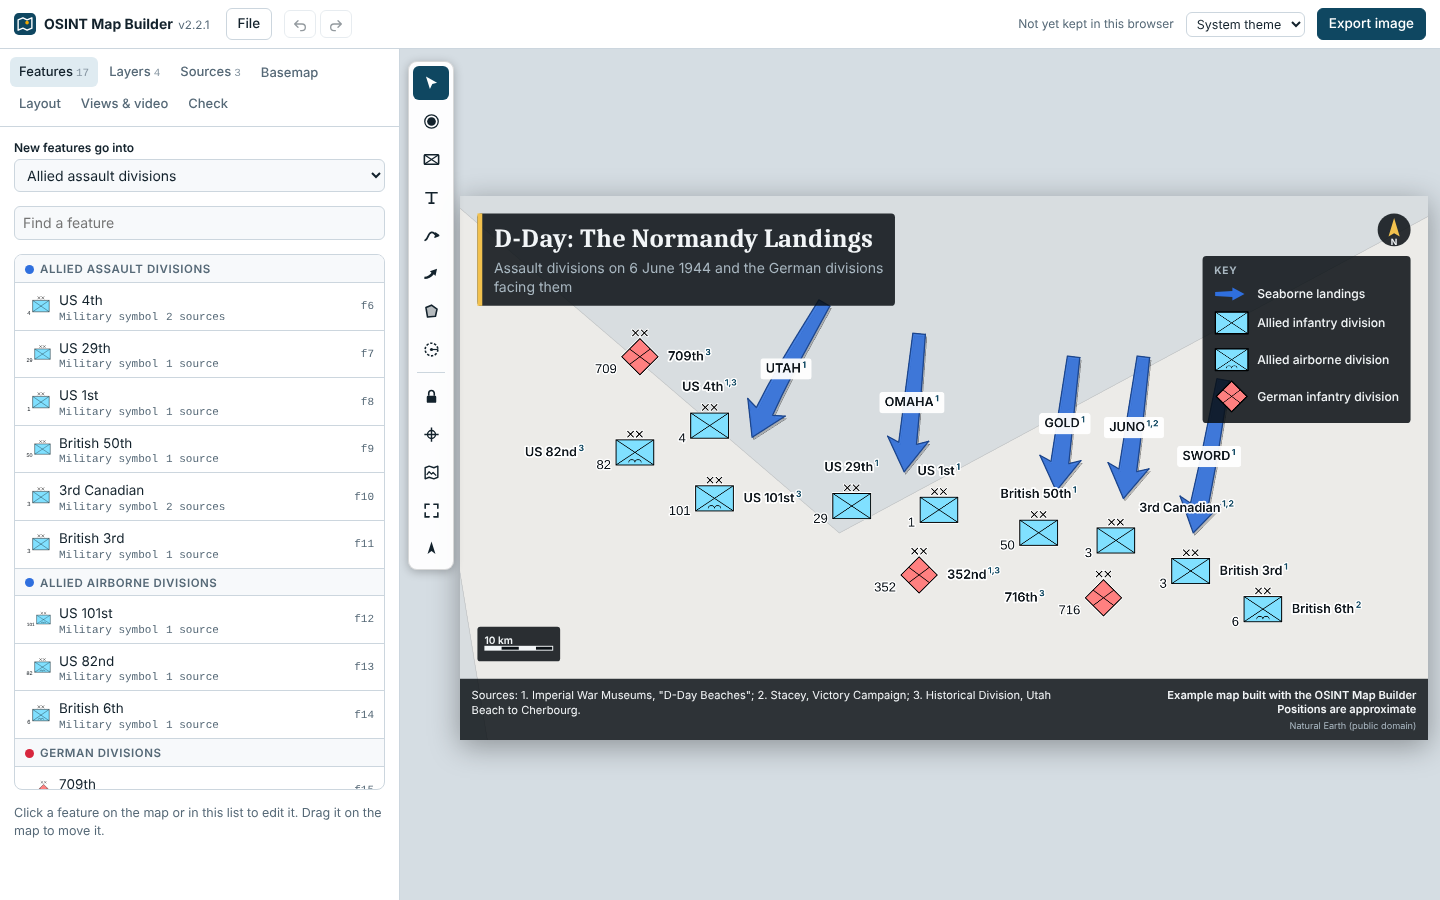 OSINT Map Builder v2.2.1
File
Not yet kept in this browser
System theme
Export image
Features 17
Layers 4
Sources 3
Basemap
Layout
Views & video
Check
New features go into
Allied assault divisions
Find a feature
ALLIED ASSAULT DIVISIONS
US 4th
Military symbol 2 sources
f6
US 29th
Military symbol 1 source
f7
US 1st
Military symbol 1 source
f8
British 50th
Military symbol 1 source
f9
3rd Canadian
Military symbol 2 sources
f10
British 3rd
Military symbol 1 source
f11
ALLIED AIRBORNE DIVISIONS
US 101st
Military symbol 1 source
f12
US 82nd
Military symbol 1 source
f13
British 6th
Military symbol 1 source
f14
GERMAN DIVISIONS
709th
f15
Click a feature on the map or in this list to edit it. Drag it on the
map to move it.
D-Day: The Normandy Landings
Assault divisions on 6 June 1944 and the German divisions
facing them
N
KEY
Seaborne landings
Allied infantry division
Allied airborne division
German infantry division
709
709th 3
UTAH 1
US 4th 1,3
4
OMAHA 1
GOLD 1
JUNO 1,2
SWORD 1
US 82nd 3
82
US 29th 1
US 1st 1
101
US 101st 3
29
1
British 50th 1
50
3rd Canadian 1,2
3
352
352nd 1,3
716th 3
716
3
British 3rd 1
6
British 6th 2
10 km
Sources: 1. Imperial War Museums, "D-Day Beaches"; 2. Stacey, Victory Campaign; 3. Historical Division, Utah
Beach to Cherbourg.
Example map built with the OSINT Map Builder
Positions are approximate
Natural Earth (public domain)